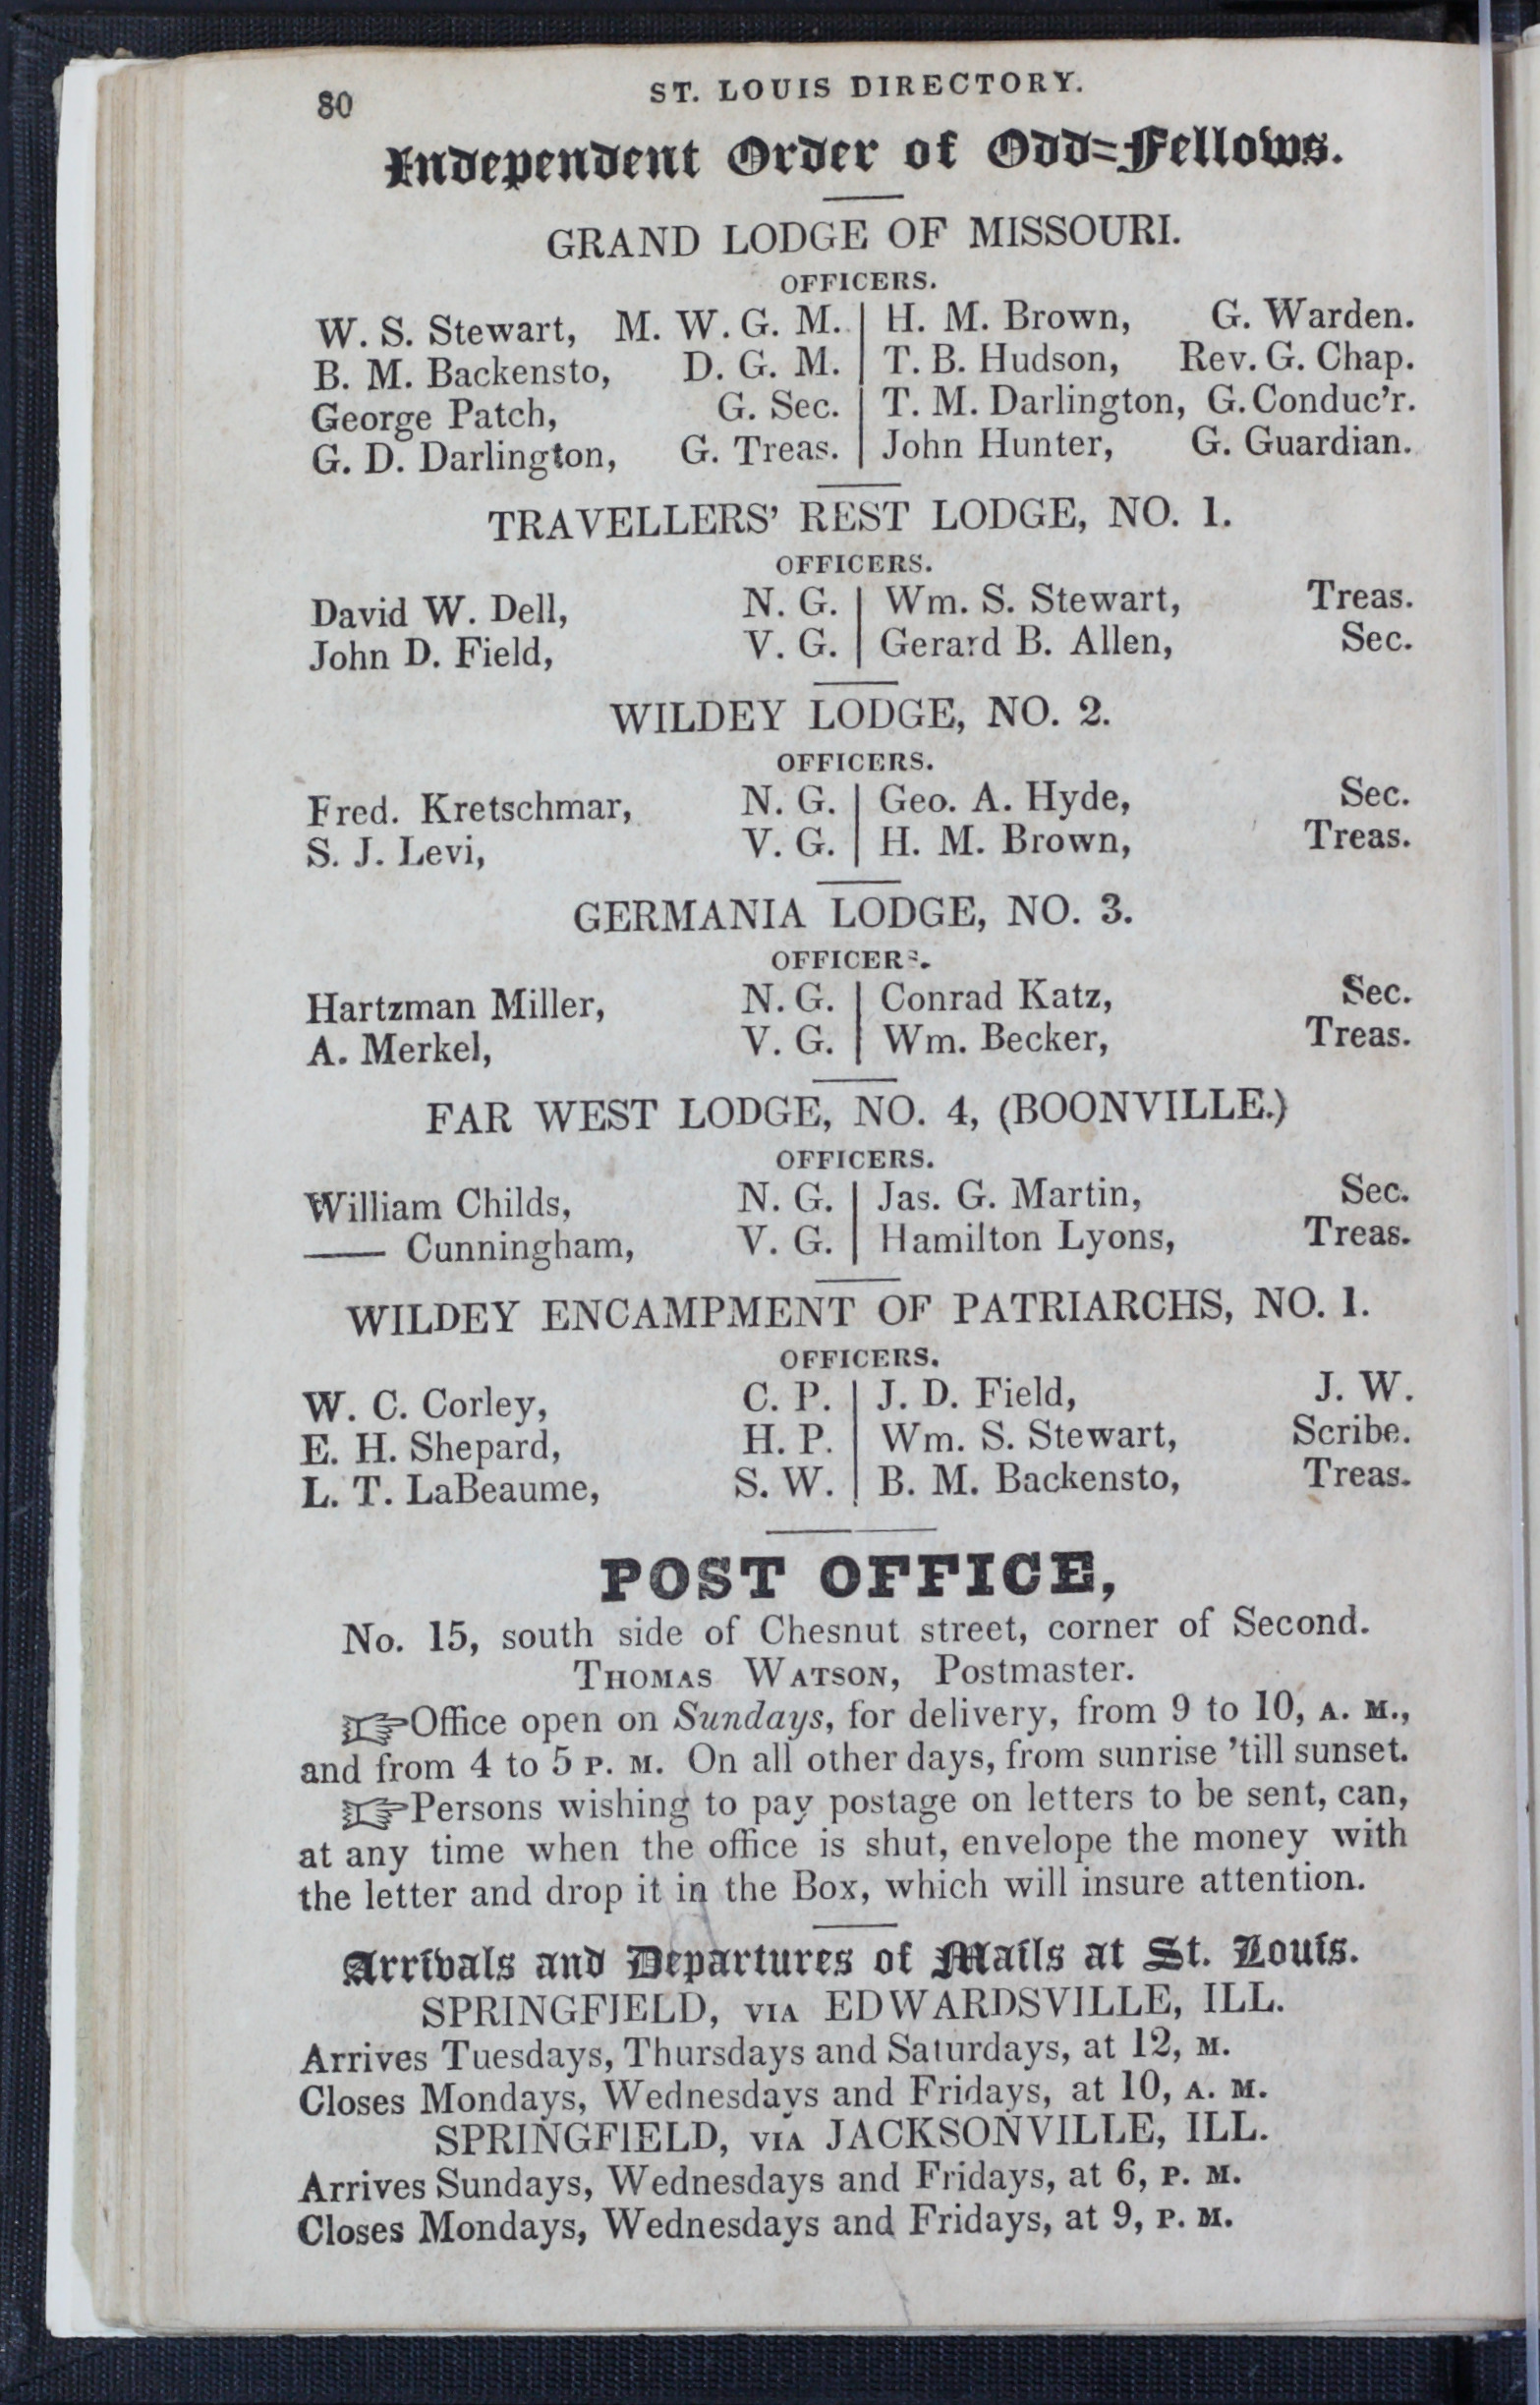 80
ST. LOUIS DIRECTORY.
Independent Order of Odd=Fellows.
GRAND LODGE OF MISSOURI.
OFFICERS.
W. S. Stewart, M. W. G. M. | H. M. Brown, G. Warden.
B. M. Backensto, D. G. M. | T. B. Hudson, Rev. G. Chap.
George Patch, G. Sec. | T. M. Darlington, G. Conduc'r.
G. D. Darlington, G. Treas. | John Hunter, G. Guardian.
TRAVELLERS' REST LODGE, NO. 1.
OFFICERS.
David W. Dell, N. G. | Wm. S. Stewart, Treas.
John D. Field, V. G. | Gerard B. Allen, Sec.
WILDEY LODGE, NO. 2.
OFFICERS.
Fred. Kretschmar, N. G. | Geo. A. Hyde, Sec.
S. J. Levi, V. G. | H. M. Brown, Treas.
GERMANIA LODGE, NO. 3.
OFFICERS.
Hartzman Miller, N. G. | Conrad Katz, Sec.
A. Merkel, V. G. | Wm. Becker, Treas.
FAR WEST LODGE, NO. 4, (BOONVILLE.)
OFFICERS.
William Childs, N. G. | Jas. G. Martin, Sec.
—— Cunningham, V. G. | Hamilton Lyons, Treas.
WILDEY ENCAMPMENT OF PATRIARCHS, NO. 1.
OFFICERS.
W. C. Corley, C. P. | J. D. Field, J. W.
E. H. Shepard, H. P. | Wm. S. Stewart, Scribe.
L. T. LaBeaume, S. W. | B. M. Backensto, Treas.
POST OFFICE,
No. 15, south side of Chesnut street, corner of Second.
THOMAS WATSON, Postmaster.
☞Office open on Sundays, for delivery, from 9 to 10, A. M.,
and from 4 to 5 P. M. On all other days, from sunrise 'till sunset.
☞Persons wishing to pay postage on letters to be sent, can,
at any time when the office is shut, envelope the money with
the letter and drop it in the Box, which will insure attention.
Arrivals and Departures of Mails at St. Louis.
SPRINGFIELD, VIA EDWARDSVILLE, ILL.
Arrives Tuesdays, Thursdays and Saturdays, at 12, M.
Closes Mondays, Wednesdays and Fridays, at 10, A. M.
SPRINGFIELD, VIA JACKSONVILLE, ILL.
Arrives Sundays, Wednesdays and Fridays, at 6, P. M.
Closes Mondays, Wednesdays and Fridays, at 9, P. M.